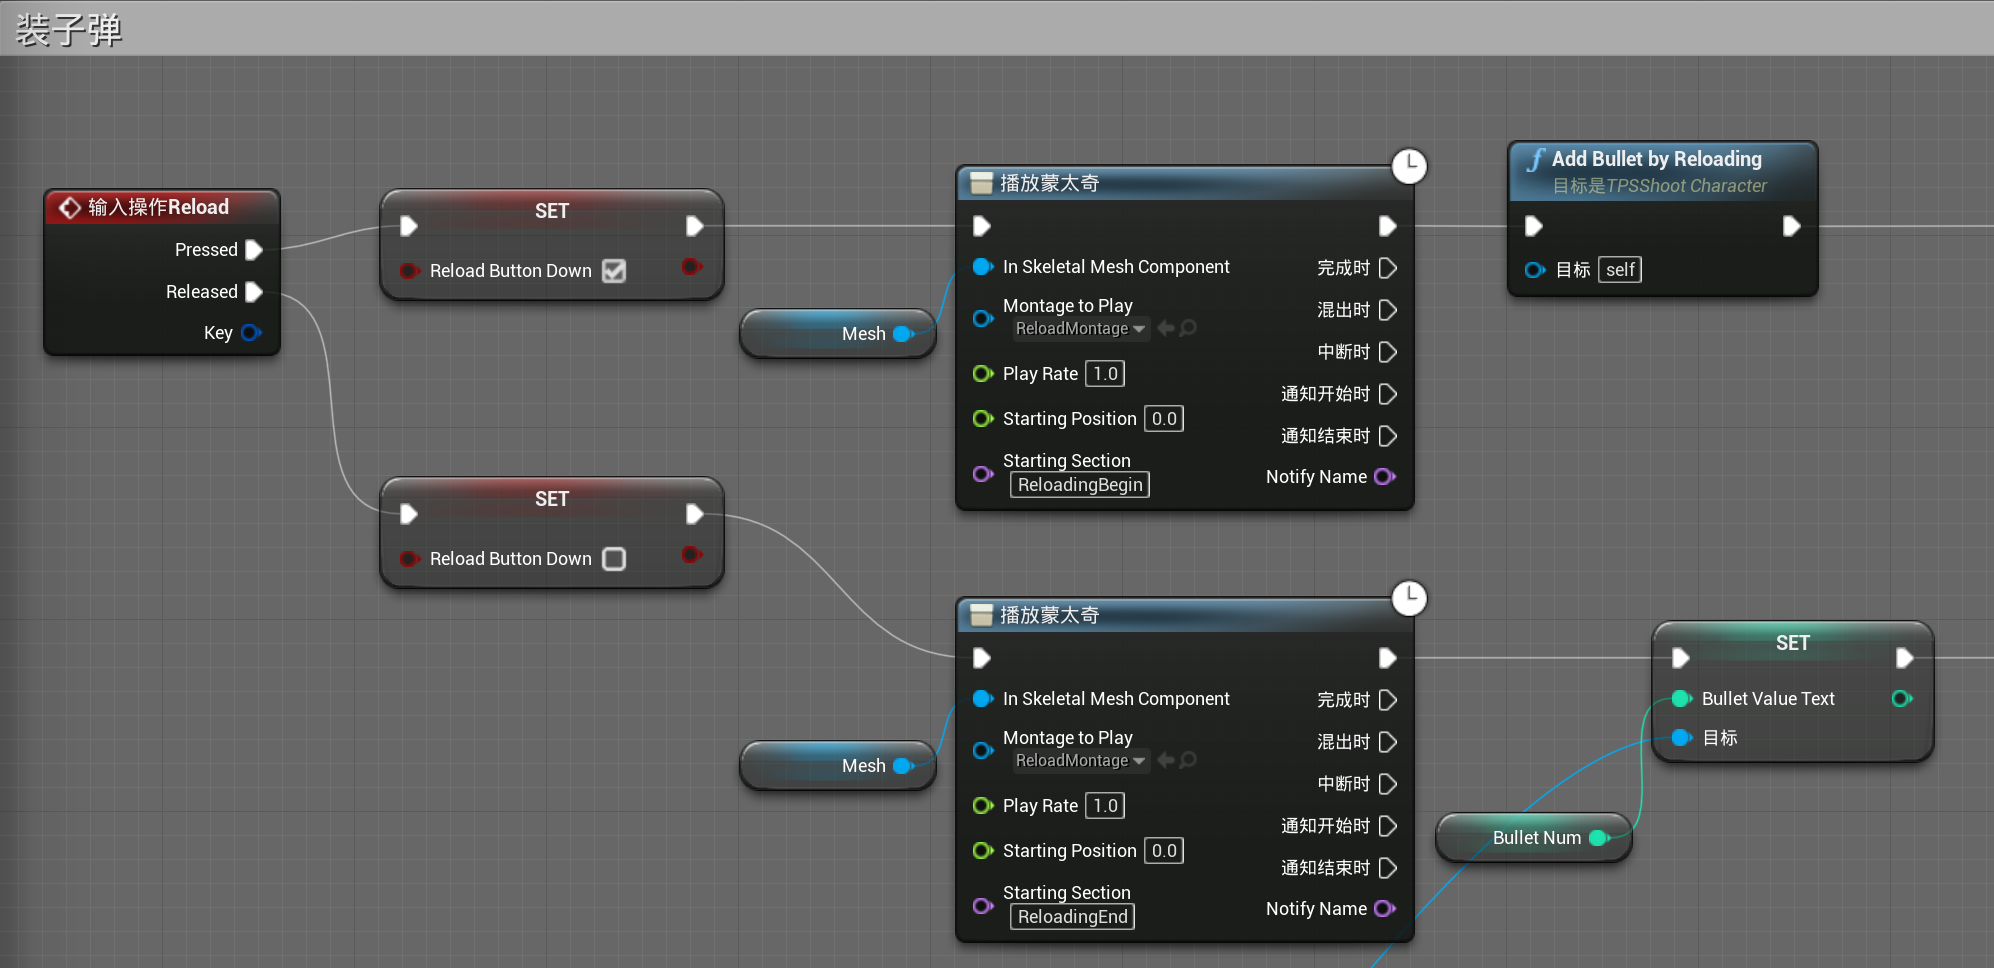 装子弹
输入操作Reload
Pressed
Released
Key
SET
Reload Button Down
SET
Reload Button Down
Mesh
播放蒙太奇
In Skeletal Mesh Component
Montage to Play
ReloadMontage
Play Rate 1.0
Starting Position 0.0
Starting Section
ReloadingBegin
完成时
混出时
中断时
通知开始时
通知结束时
Notify Name
Add Bullet by Reloading
目标是TPSShoot Character
目标 self
Mesh
播放蒙太奇
In Skeletal Mesh Component
Montage to Play
ReloadMontage
Play Rate 1.0
Starting Position 0.0
Starting Section
ReloadingEnd
完成时
混出时
中断时
通知开始时
通知结束时
Notify Name
SET
Bullet Value Text
目标
Bullet Num